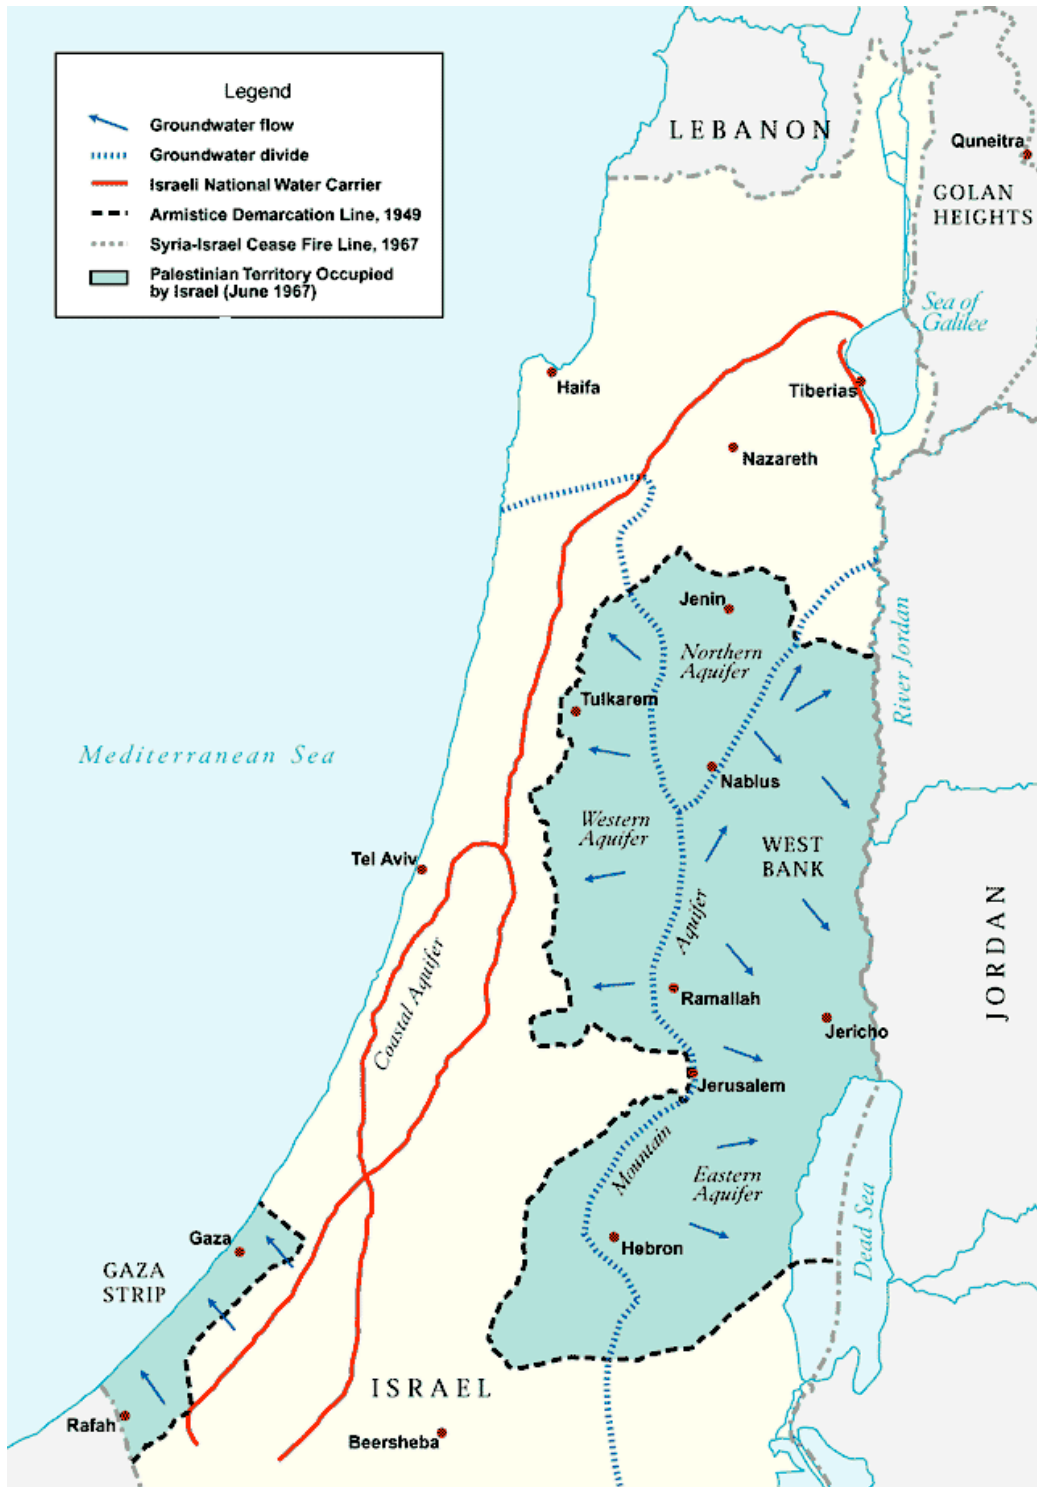 Legend
Groundwater flow
Groundwater divide
Israeli National Water Carrier
Armistice Demarcation Line, 1949
Syria-Israel Cease Fire Line, 1967
Palestinian Territory Occupied
by Israel (June 1967)
LEBANON
Quneitra
GOLAN
HEIGHTS
Sea of
Galilee
Haifa
Tiberias
Nazareth
Jenin
Northern
Aquifer
River Jordan
Tulkarem
Mediterranean Sea
Nablus
Western
Aquifer
WEST
BANK
Tel Aviv
Aquifer
Coastal Aquifer
JORDAN
Ramallah
Jericho
Jerusalem
Mountain
Eastern
Aquifer
Dead Sea
Gaza
Hebron
GAZA
STRIP
ISRAEL
Rafah
Beersheba